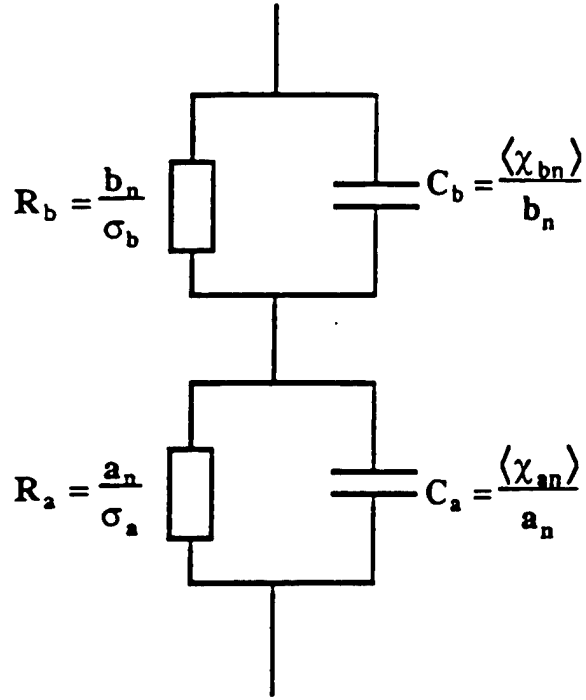 R_b = b_n / σ_b
C_b = ⟨χ_bn⟩ / b_n
R_a = a_n / σ_a
C_a = ⟨χ_an⟩ / a_n